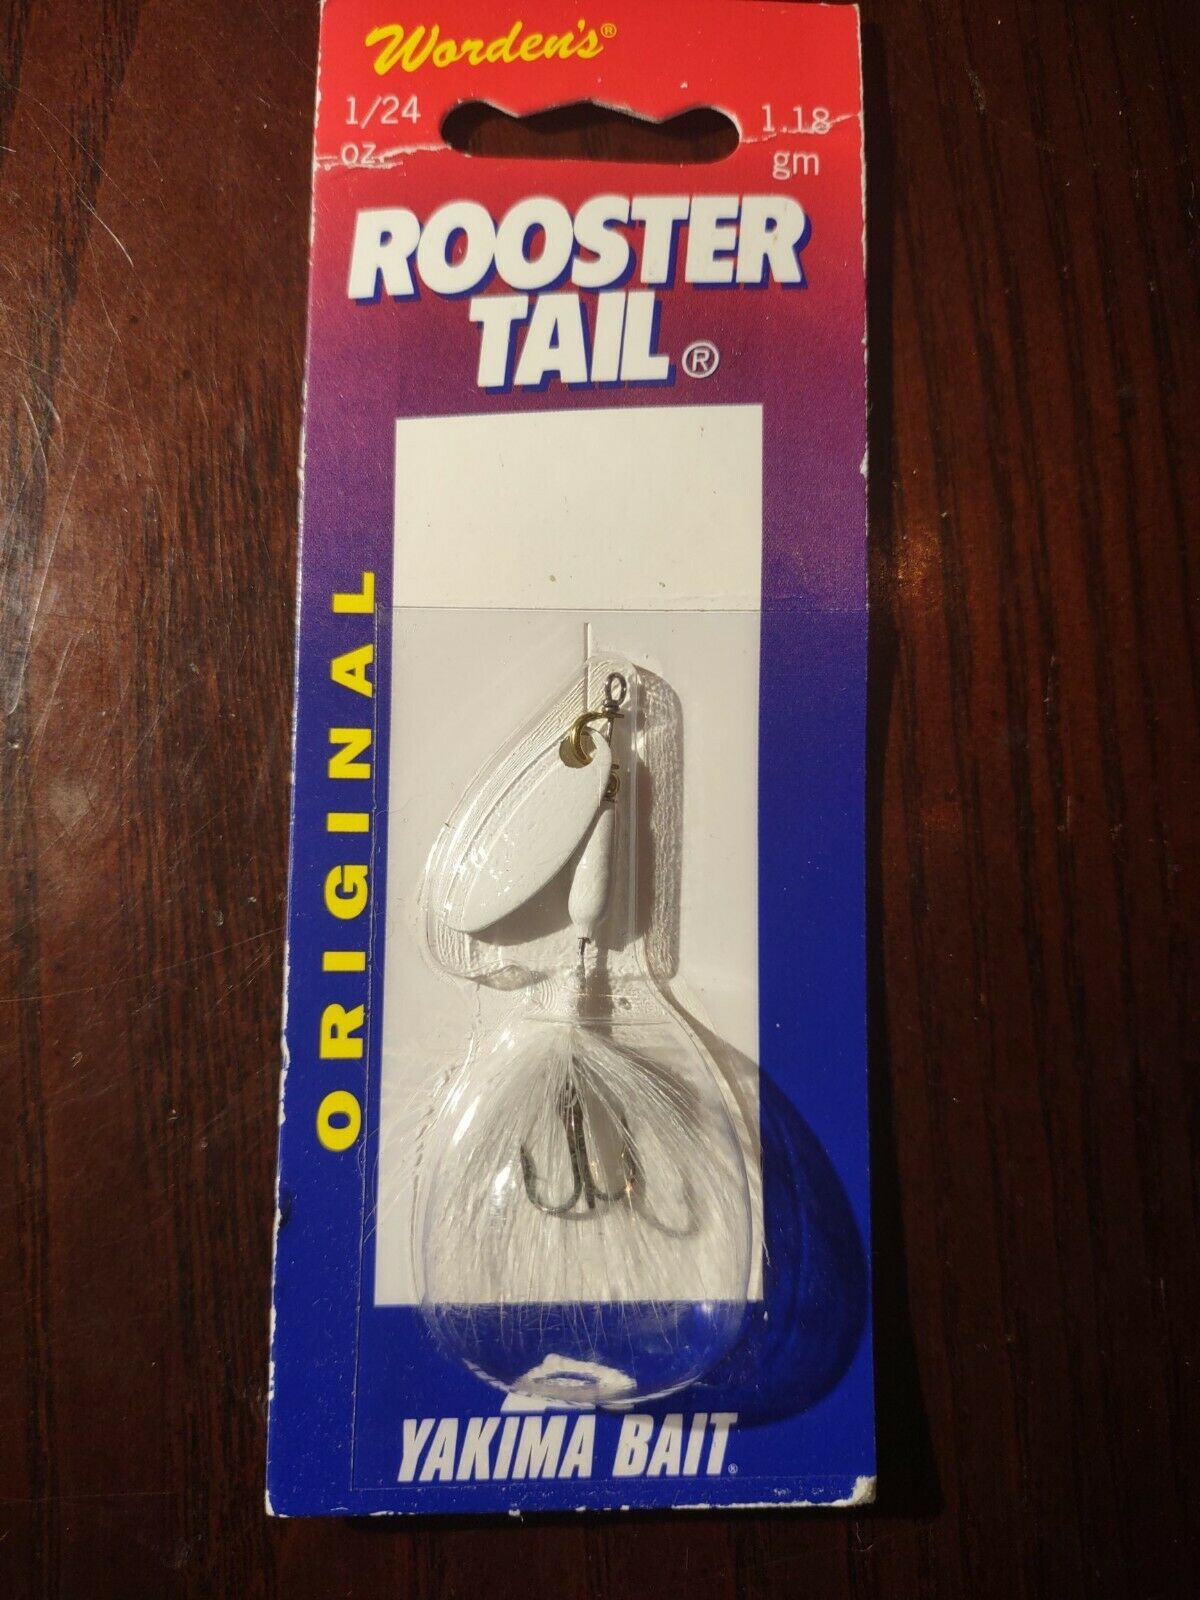 Worden's®
1/24 oz.
1.18 gm
ROOSTER
TAIL®
ORIGINAL
YAKIMA BAIT®